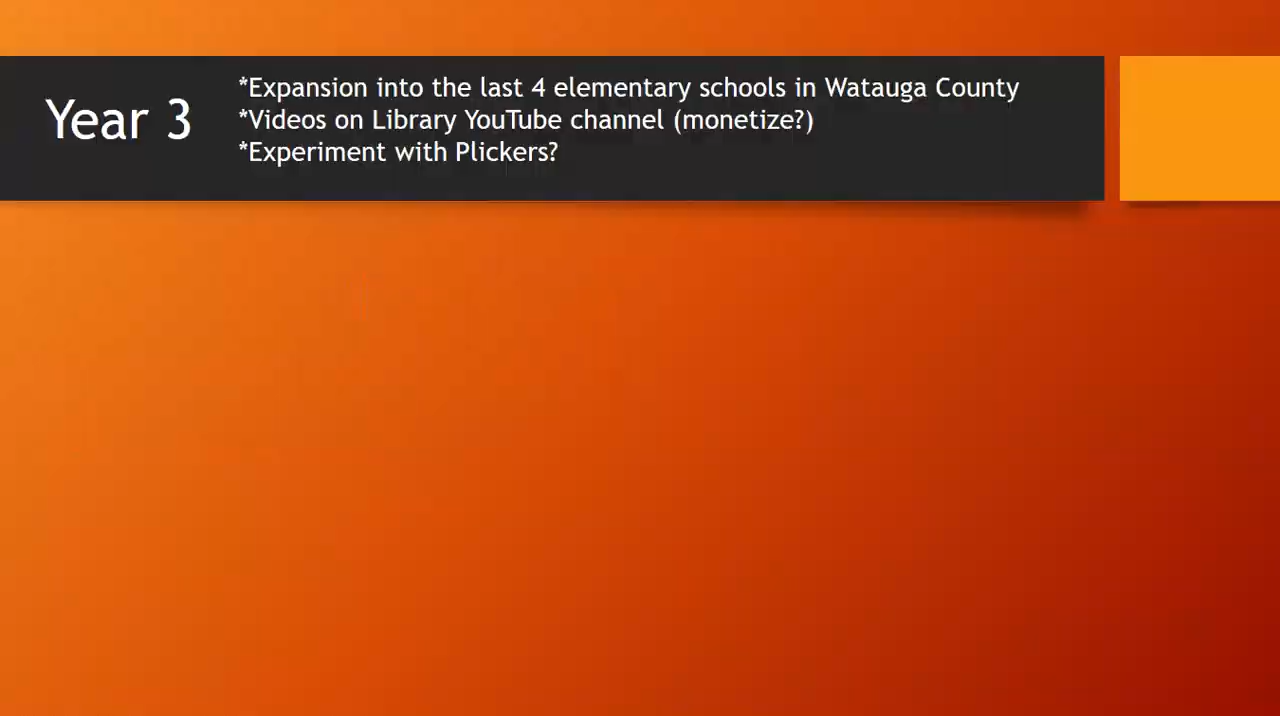 Year 3
*Expansion into the last 4 elementary schools in Watauga County
*Videos on Library YouTube channel (monetize?)
*Experiment with Plickers?